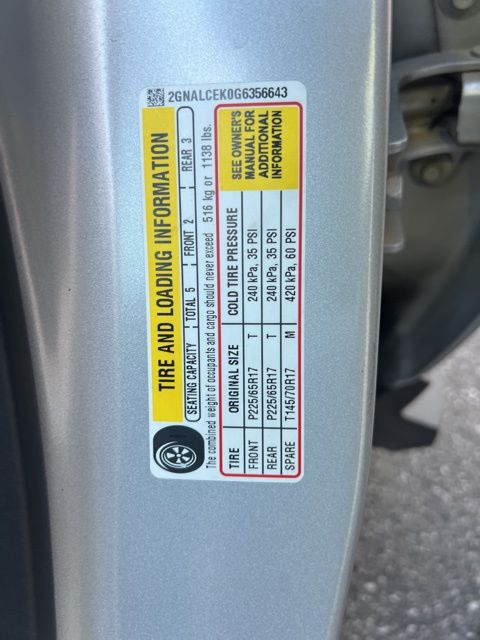 2GNALCEK0G6356643
TIRE AND LOADING INFORMATION
SEATING CAPACITY TOTAL 5 FRONT 2 REAR 3
The combined weight of occupants and cargo should never exceed 516 kg or 1138 lbs.
TIRE ORIGINAL SIZE COLD TIRE PRESSURE
FRONT P225/65R17 T 240 kPa, 35 PSI
REAR P225/65R17 T 240 kPa, 35 PSI
SPARE T145/70R17 M 420 kPa, 60 PSI
SEE OWNER'S
MANUAL FOR
ADDITIONAL
INFORMATION